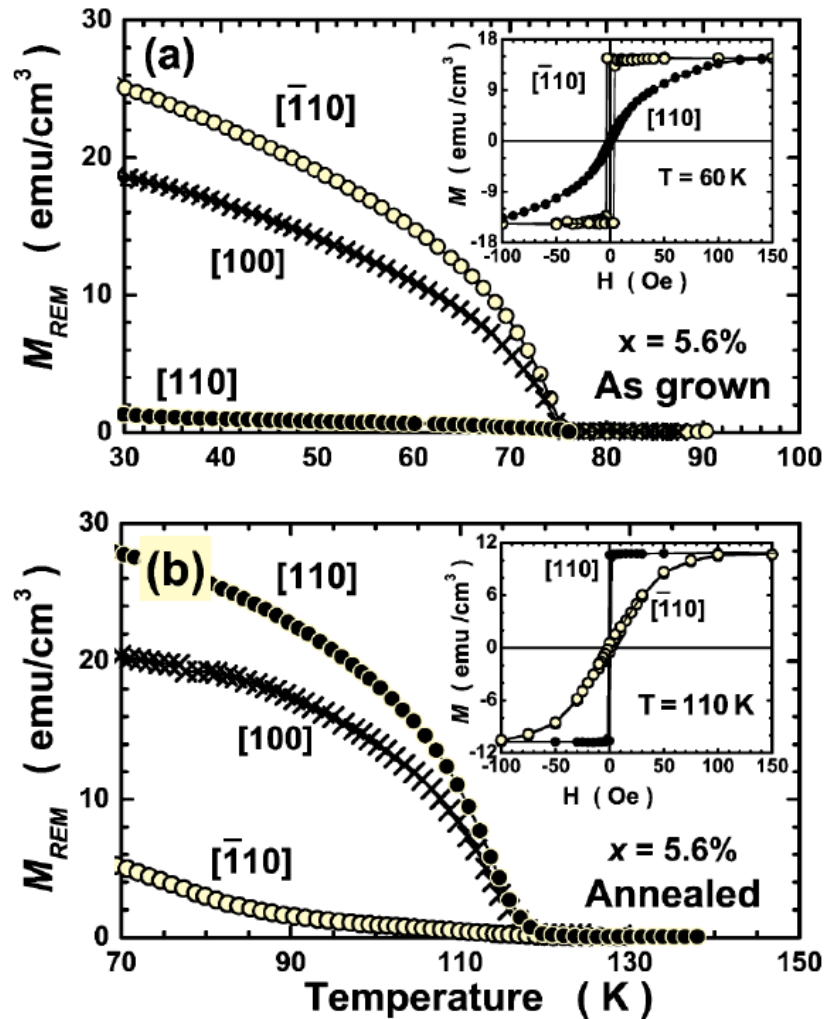 (a)
M_REM ( emu/cm³ )
30
20
10
0
[1̄10]
[100]
[110]
30 40 50 60 70 80 90 100
x = 5.6%
As grown
M ( emu /cm³ )
18
9
0
-9
-18
[1̄10]
[110]
T = 60 K
-100 -50 0 50 100 150
H ( Oe )
(b)
M_REM ( emu/cm³ )
30
20
10
0
[110]
[100]
[1̄10]
70 90 110 130 150
Temperature ( K )
x = 5.6%
Annealed
M ( emu /cm³ )
12
6
0
-6
-12
[110]
[1̄10]
T = 110 K
-100 -50 0 50 100 150
H ( Oe )